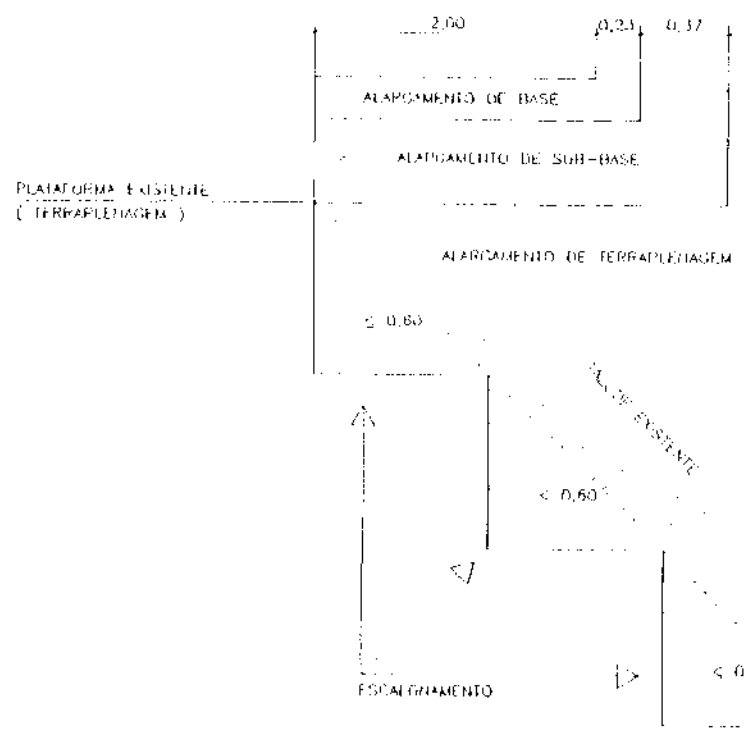 2,00 0,23 0,37
ALARGAMENTO DE BASE
ALARGAMENTO DE SUB-BASE
PLATAFORMA EXISTENTE
( TERRAPLENAGEM )
ALARGAMENTO DE TERRAPLENAGEM
≤ 0,60
EXISTENTE
< 0,60
< 0
ESCALONAMENTO